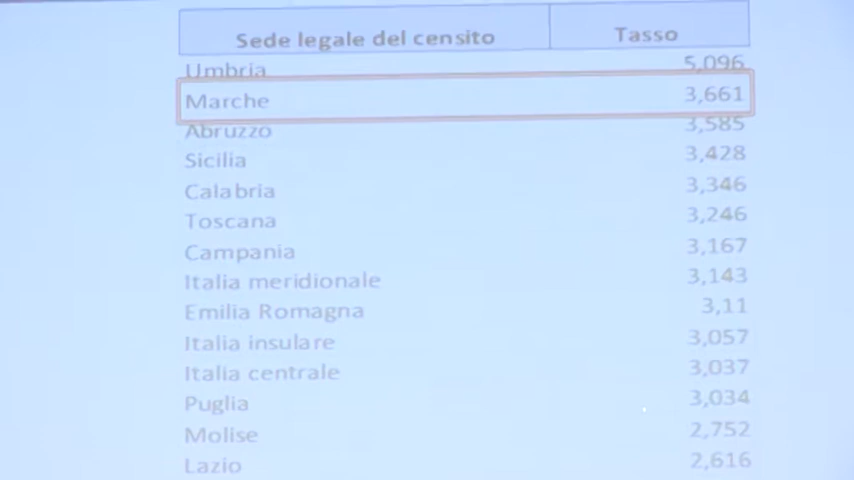 Sede legale del censito Tasso
Umbria 5,096
Marche 3,661
Abruzzo 3,585
Sicilia 3,428
Calabria 3,346
Toscana 3,246
Campania 3,167
Italia meridionale 3,143
Emilia Romagna 3,11
Italia insulare 3,057
Italia centrale 3,037
Puglia 3,034
Molise 2,752
Lazio 2,616